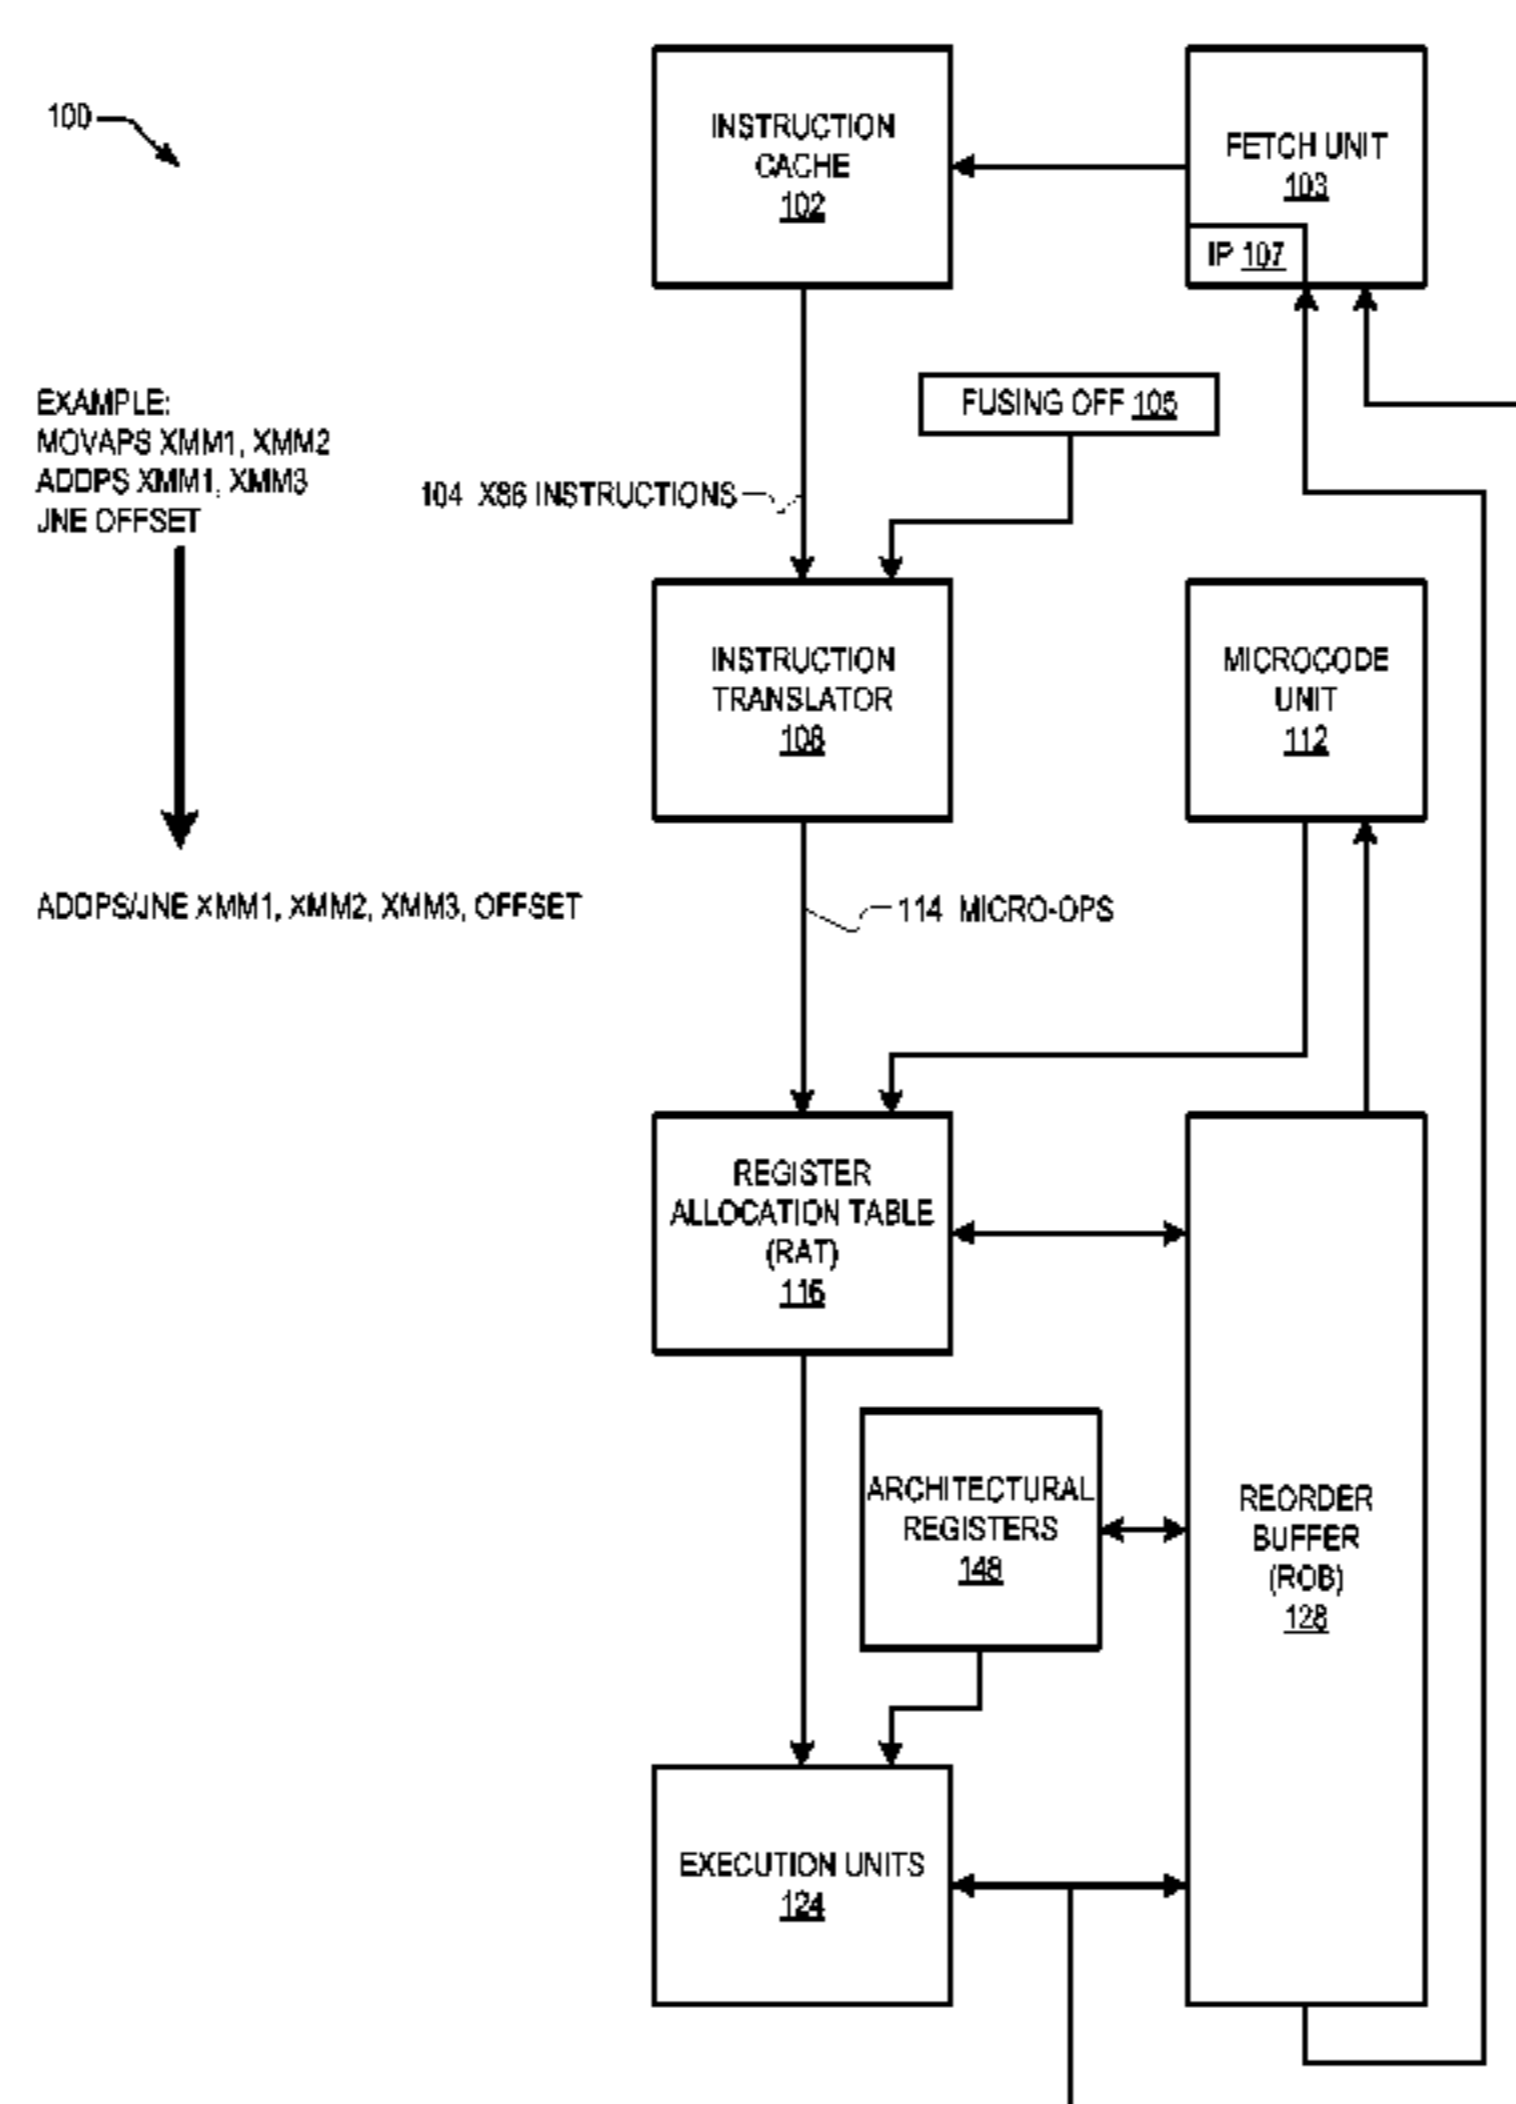 100
INSTRUCTION
CACHE
102
FETCH UNIT
103
IP 107
EXAMPLE:
MOVAPS XMM1, XMM2
ADDPS XMM1, XMM3
JNE OFFSET
FUSING OFF 105
104 X86 INSTRUCTIONS
INSTRUCTION
TRANSLATOR
108
MICROCODE
UNIT
112
ADDPS/JNE XMM1, XMM2, XMM3, OFFSET
114 MICRO-OPS
REGISTER
ALLOCATION TABLE
(RAT)
116
ARCHITECTURAL
REGISTERS
148
REORDER
BUFFER
(ROB)
128
EXECUTION UNITS
124